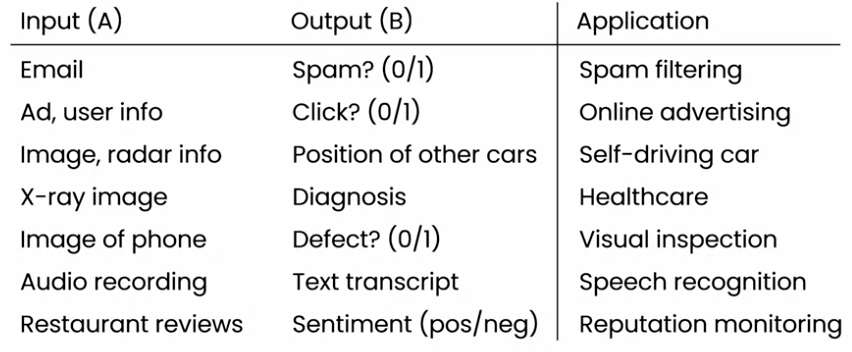 Input (A) Output (B) Application
Email Spam? (0/1) Spam filtering
Ad, user info Click? (0/1) Online advertising
Image, radar info Position of other cars Self-driving car
X-ray image Diagnosis Healthcare
Image of phone Defect? (0/1) Visual inspection
Audio recording Text transcript Speech recognition
Restaurant reviews Sentiment (pos/neg) Reputation monitoring